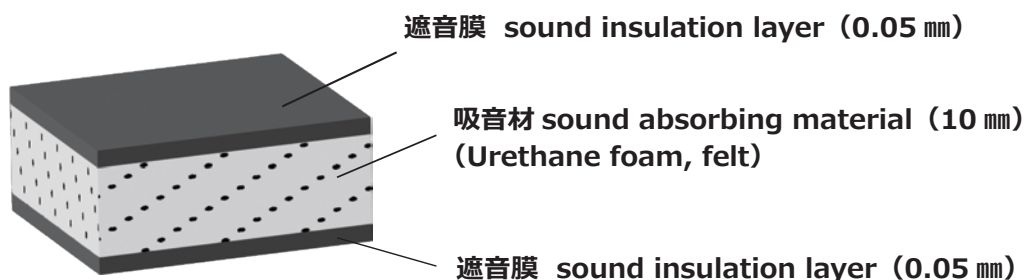 遮音膜 sound insulation layer（0.05 ㎜）
吸音材 sound absorbing material（10 ㎜）
（Urethane foam, felt）
遮音膜 sound insulation layer（0.05 ㎜）